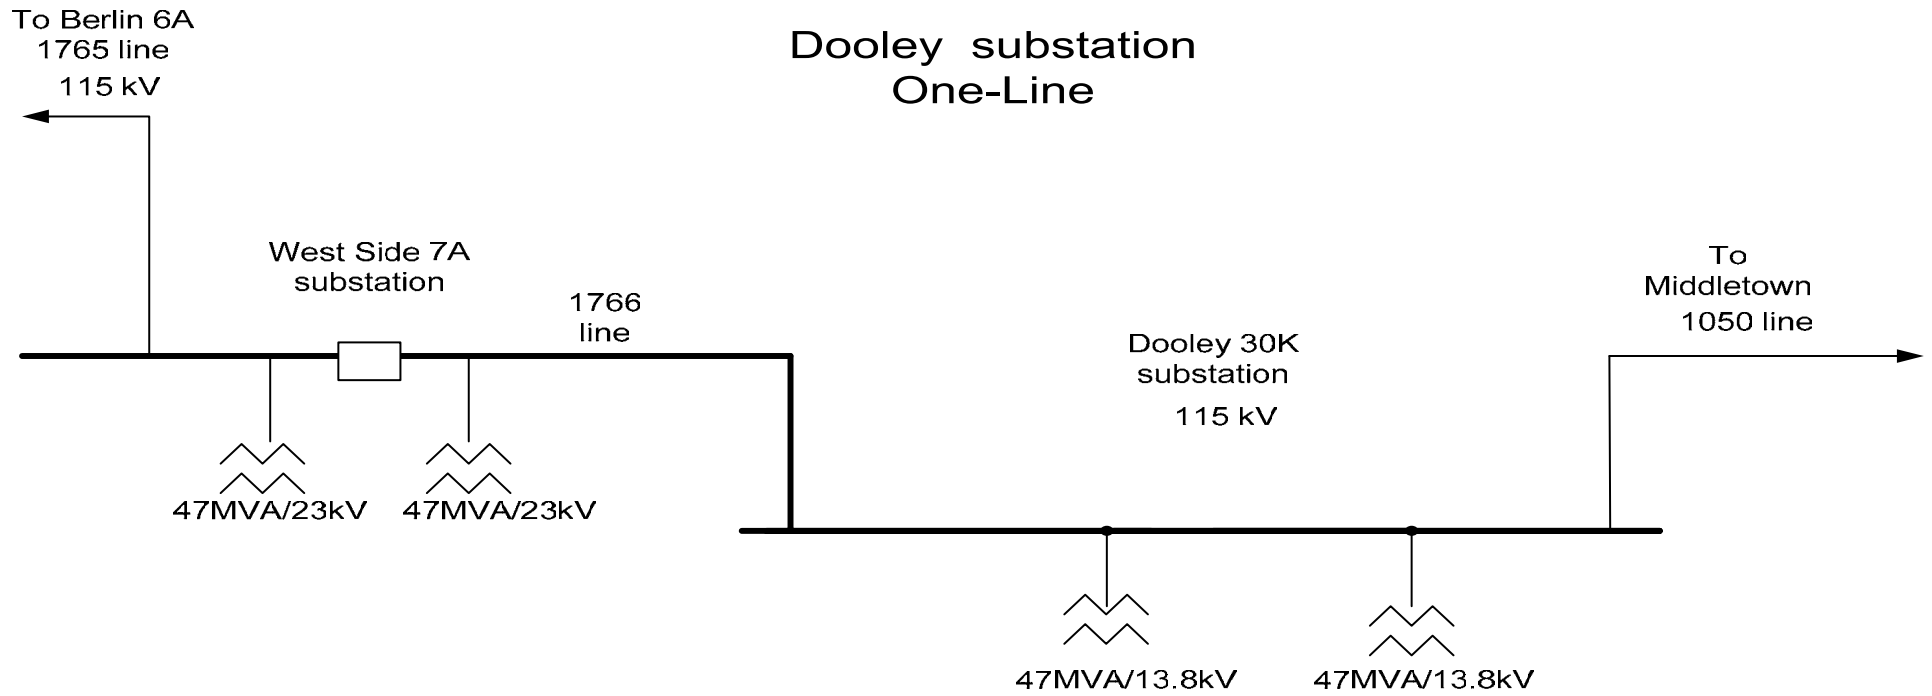 To Berlin 6A
1765 line
115 kV
Dooley substation
One-Line
West Side 7A
substation
1766
line
To
Middletown
1050 line
Dooley 30K
substation
115 kV
47MVA/23kV
47MVA/23kV
47MVA/13.8kV
47MVA/13.8kV